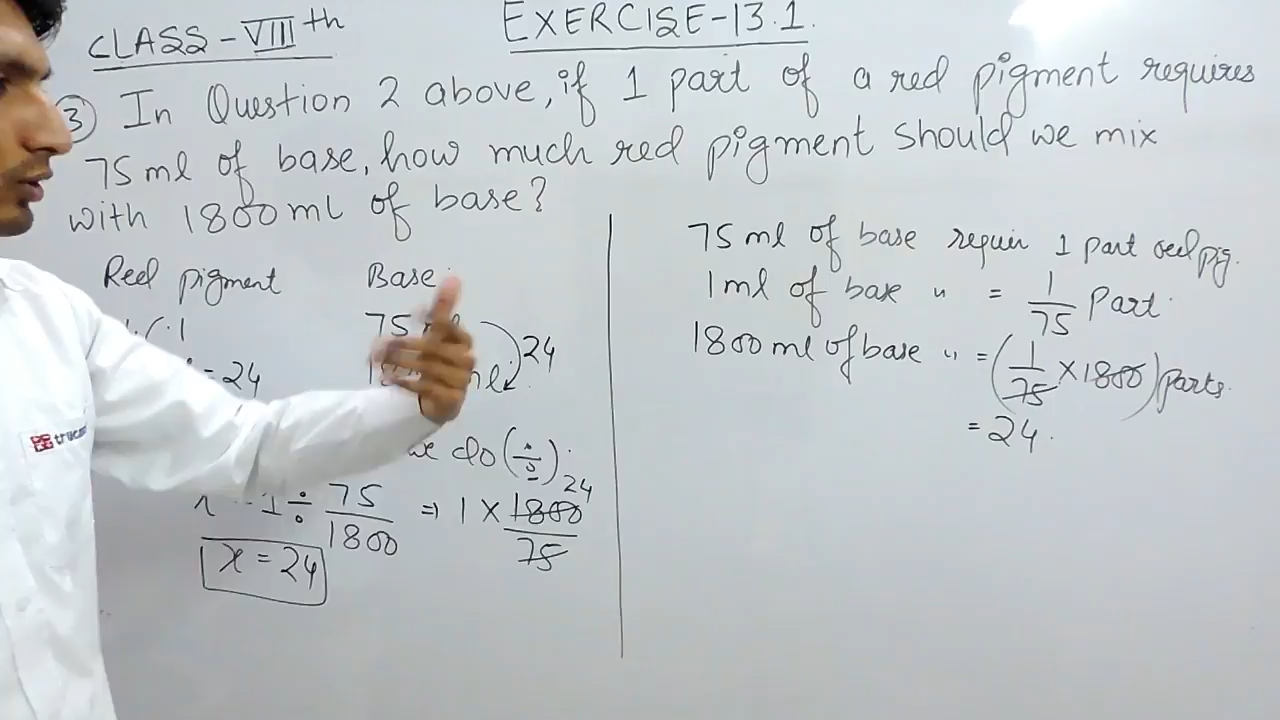 CLASS-VIIIth
EXERCISE-13.1.
③ In Question 2 above, if 1 part of a red pigment requires
75 ml of base, how much red pigment should we mix
with 1800 ml of base?
Red pigment Base
1 75 ml
= 24 24
we do (÷).
1 ÷ 75/1800 ⇒ 1 × 1800/75 24
x = 24
75 ml of base requir 1 part red pig.
1 ml of base " = 1/75 Part.
1800 ml of base " = (1/75 × 1800) parts.
= 24.